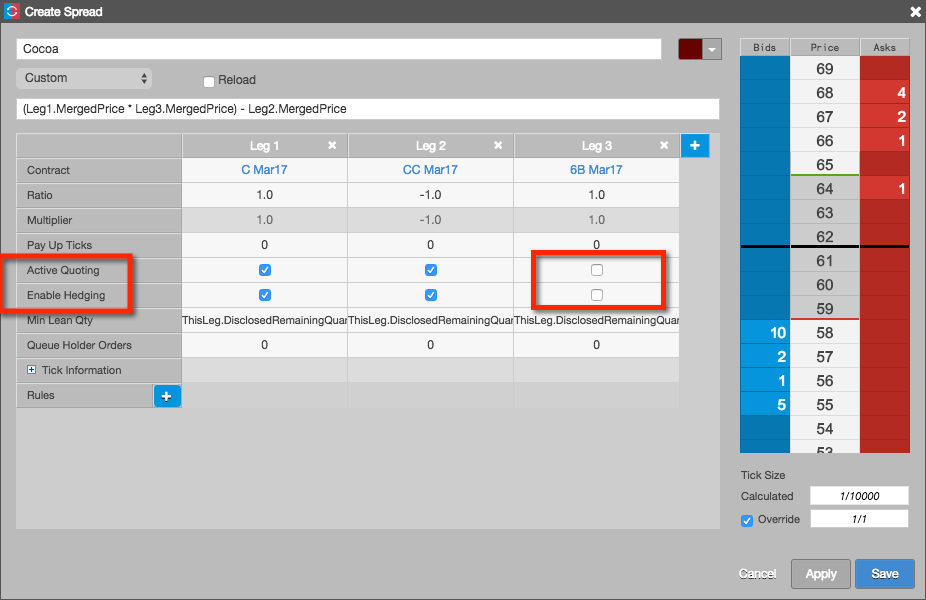 Create Spread
Cocoa
Custom
Reload
(Leg1.MergedPrice * Leg3.MergedPrice) - Leg2.MergedPrice
Leg 1 Leg 2 Leg 3
Contract C Mar17 CC Mar17 6B Mar17
Ratio 1.0 -1.0 1.0
Multiplier 1.0 -1.0 1.0
Pay Up Ticks 0 0 0
Active Quoting
Enable Hedging
Min Lean Qty ThisLeg.DisclosedRemainingQuar ThisLeg.DisclosedRemainingQuar ThisLeg.DisclosedRemainingQuar
Queue Holder Orders 0 0 0
Tick Information
Rules
Bids Price Asks
69
68 4
67 2
66 1
65
64 1
63
62
61
60
59
10 58
2 57
1 56
5 55
54
53
Tick Size
Calculated 1/10000
Override 1/1
Cancel Apply Save